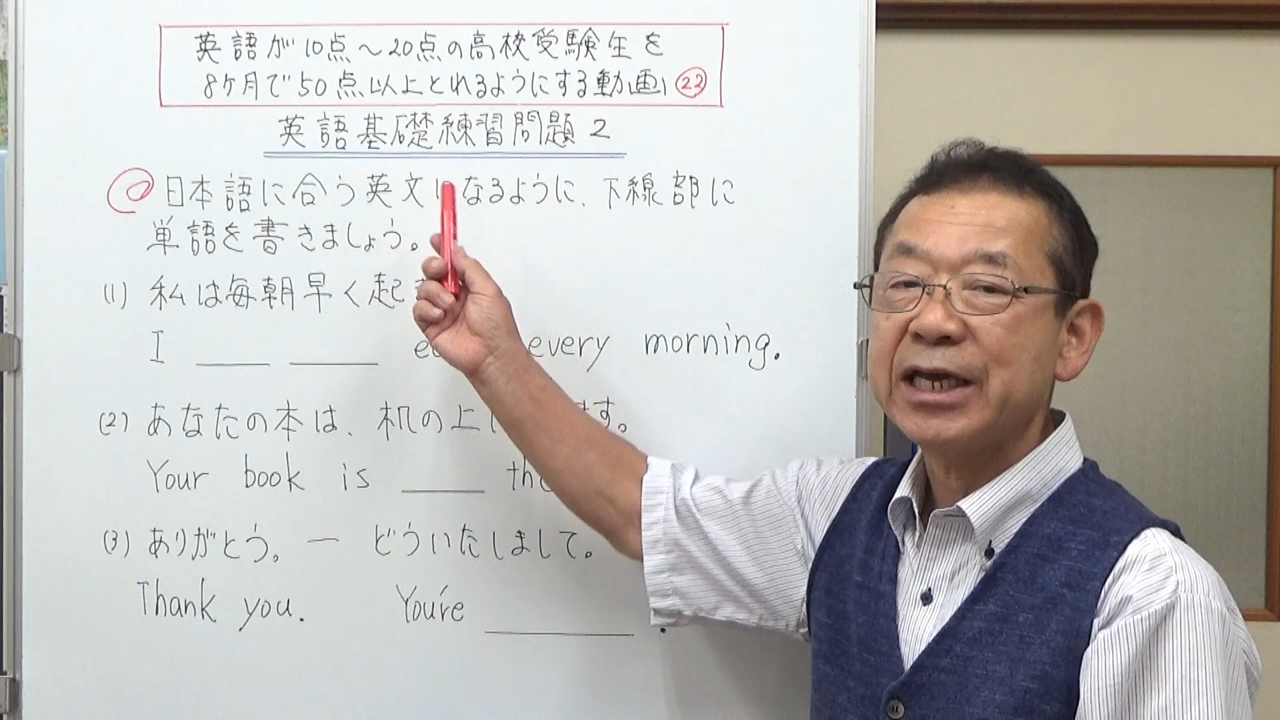 英語が10点〜20点の高校受験生を
8ヶ月で50点以上とれるようにする動画 22
英語基礎練習問題2
日本語に合う英文になるように、下線部に
単語を書きましょう。
(1) 私は毎朝早く起
I ____ ____ every morning.
(2) あなたの本は、机の上 ます。
Your book is ____
(3) ありがとう。 ー どういたしまして。
Thank you. You're ____ .